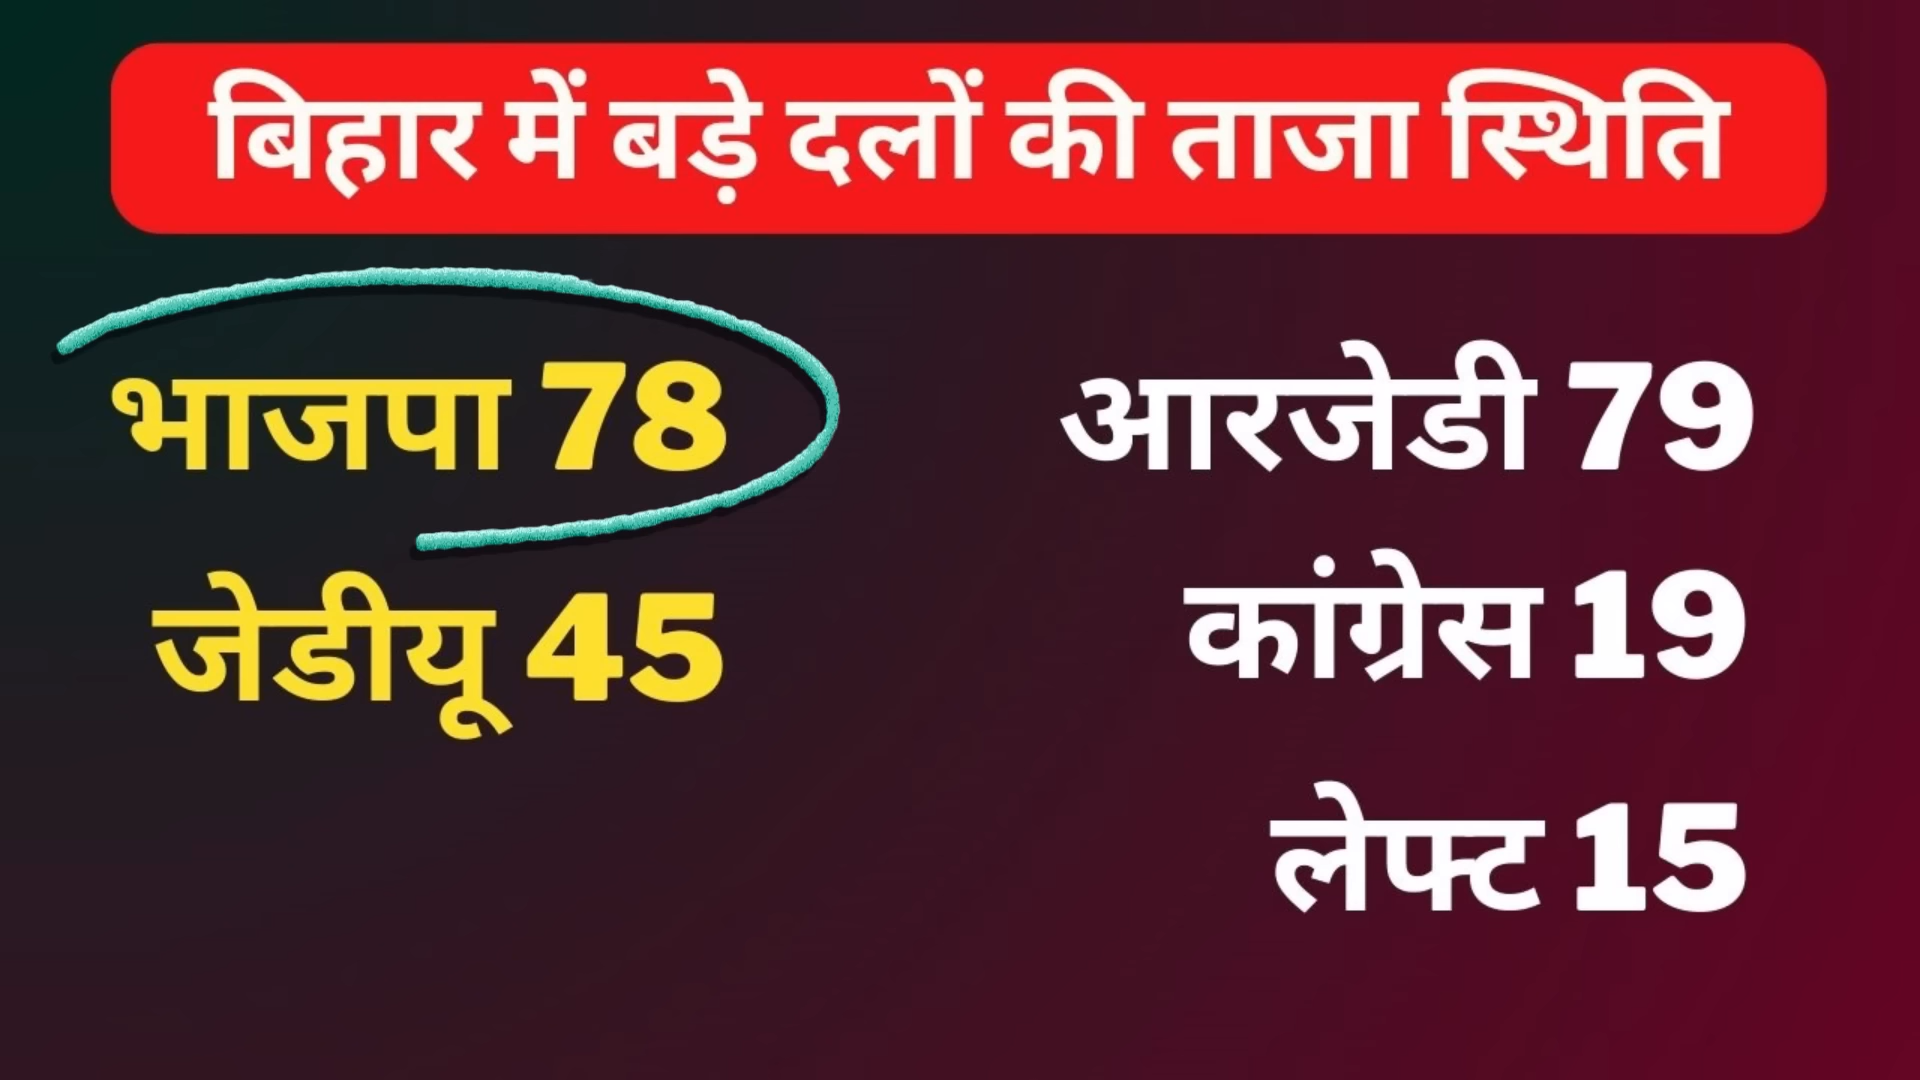 बिहार में बड़े दलों की ताजा स्थिति
भाजपा 78
जेडीयू 45
आरजेडी 79
कांग्रेस 19
लेफ्ट 15